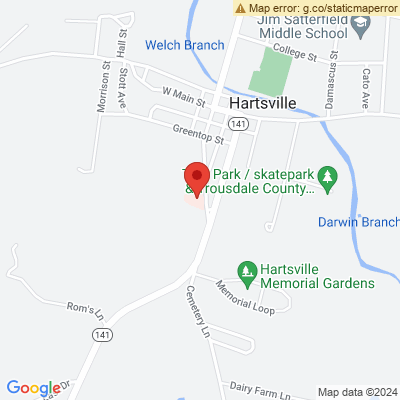 Map error: g.co/staticmaperror
Welch Branch
Jim Satterfield
Middle School
College St
Hall St
Stott Ave
Morrison St
Damascus St
Cato Ave
W Main St
Hartsville
141
Greentop St
Park / skatepark
& Trousdale County...
Darwin Branch
Hartsville
Memorial Gardens
Memorial Loop
Rom's Ln
Cemetery Ln
141
Dr
Dairy Farm Ln
Google
Map data ©2024